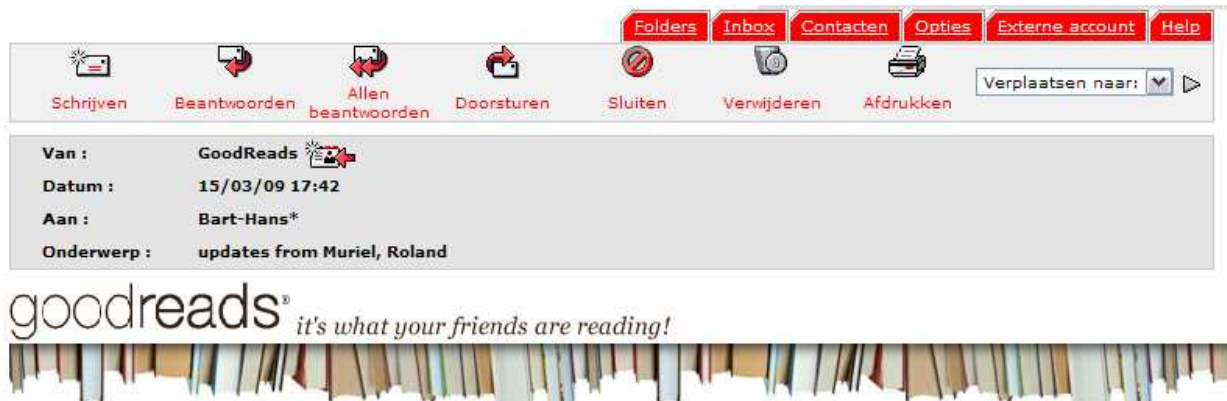 Folders Inbox Contacten Opties Externe account Help
Schrijven Beantwoorden Allen beantwoorden Doorsturen Sluiten Verwijderen Afdrukken Verplaatsen naar:
Van : GoodReads
Datum : 15/03/09 17:42
Aan : Bart-Hans*
Onderwerp : updates from Muriel, Roland
goodreads® it's what your friends are reading!